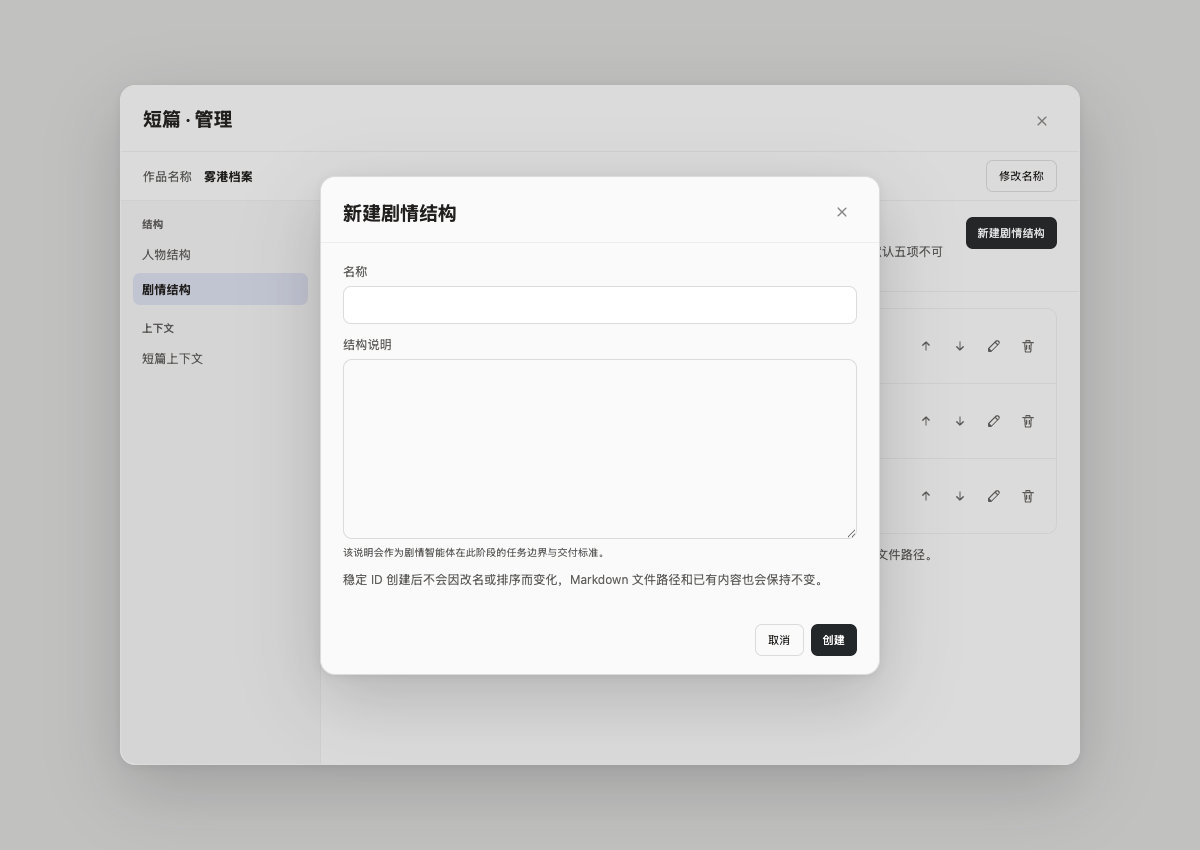 短篇 · 管理
作品名称 雾港档案
修改名称
结构
人物结构
剧情结构
上下文
短篇上下文
新建剧情结构
认五项不可
文件路径。
新建剧情结构
名称
结构说明
该说明会作为剧情智能体在此阶段的任务边界与交付标准。
稳定 ID 创建后不会因改名或排序而变化，Markdown 文件路径和已有内容也会保持不变。
取消
创建